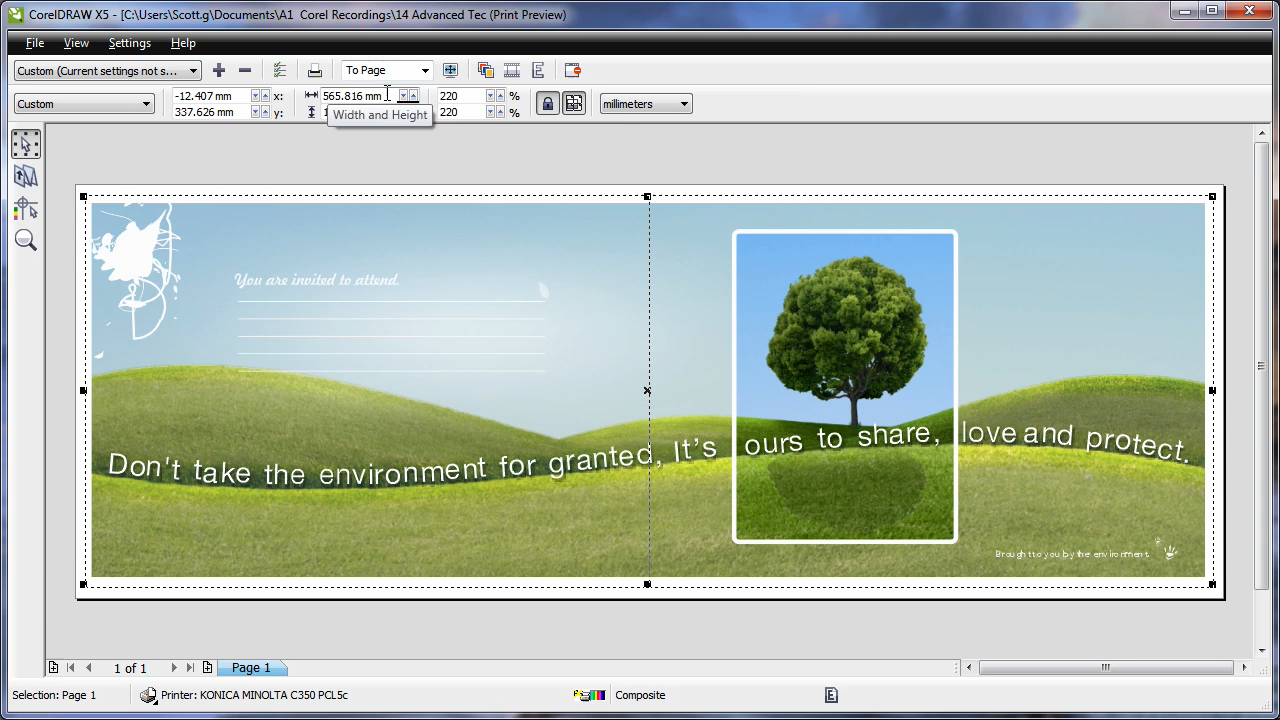 CorelDRAW X5 - [C:\Users\Scott.g\Documents\A1  Corel Recordings\14 Advanced Tec (Print Preview)
File View Settings Help
Custom (Current settings not s...
To Page
Custom
-12.407 mm x: 565.816 mm 220 %
millimeters
337.626 mm y: 220 %
Width and Height
You are invited to attend.
Don't take the environment for granted, It's ours to share, love and protect.
Brought to you by the environment.
1 of 1
Page 1
Selection: Page 1
Printer: KONICA MINOLTA C350 PCL5c
Composite